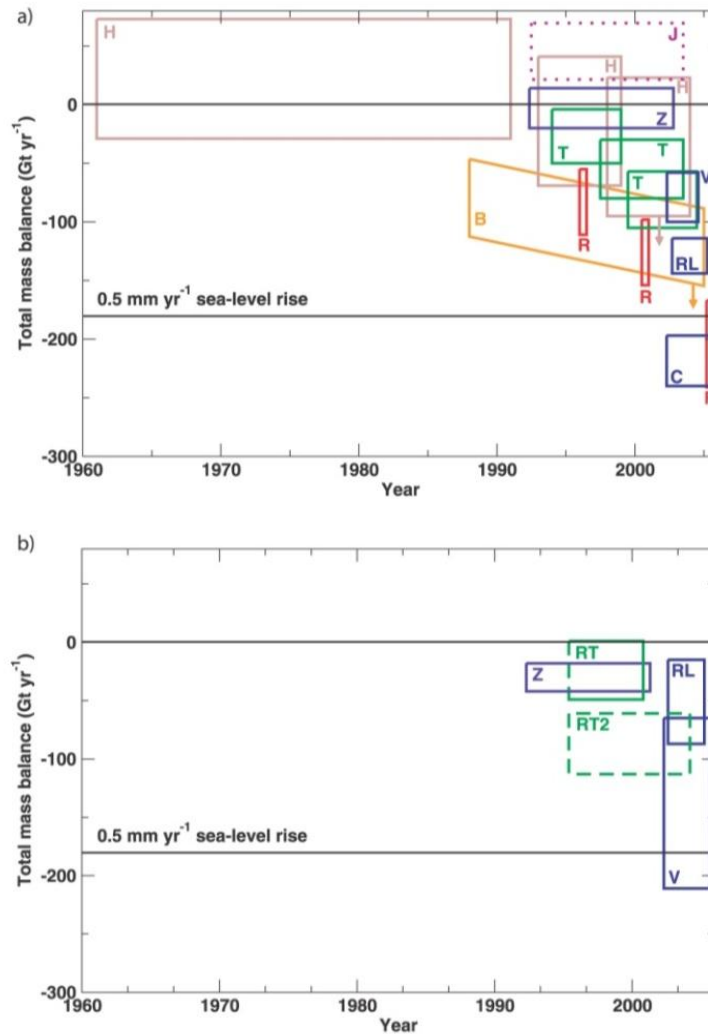 a)
H
J
H
H
0
Z
T
T
T
V
-100
B
R
RL
R
0.5 mm yr⁻¹ sea-level rise
-200
C
-300
1960
1970
1980
1990
2000
Year
Total mass balance (Gt yr⁻¹)
b)
0
RT
RL
Z
RT2
-100
0.5 mm yr⁻¹ sea-level rise
-200
V
-300
1960
1970
1980
1990
2000
Year
Total mass balance (Gt yr⁻¹)